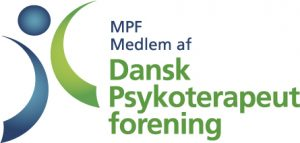 MPF
Medlem af
Dansk
Psykoterapeut
forening